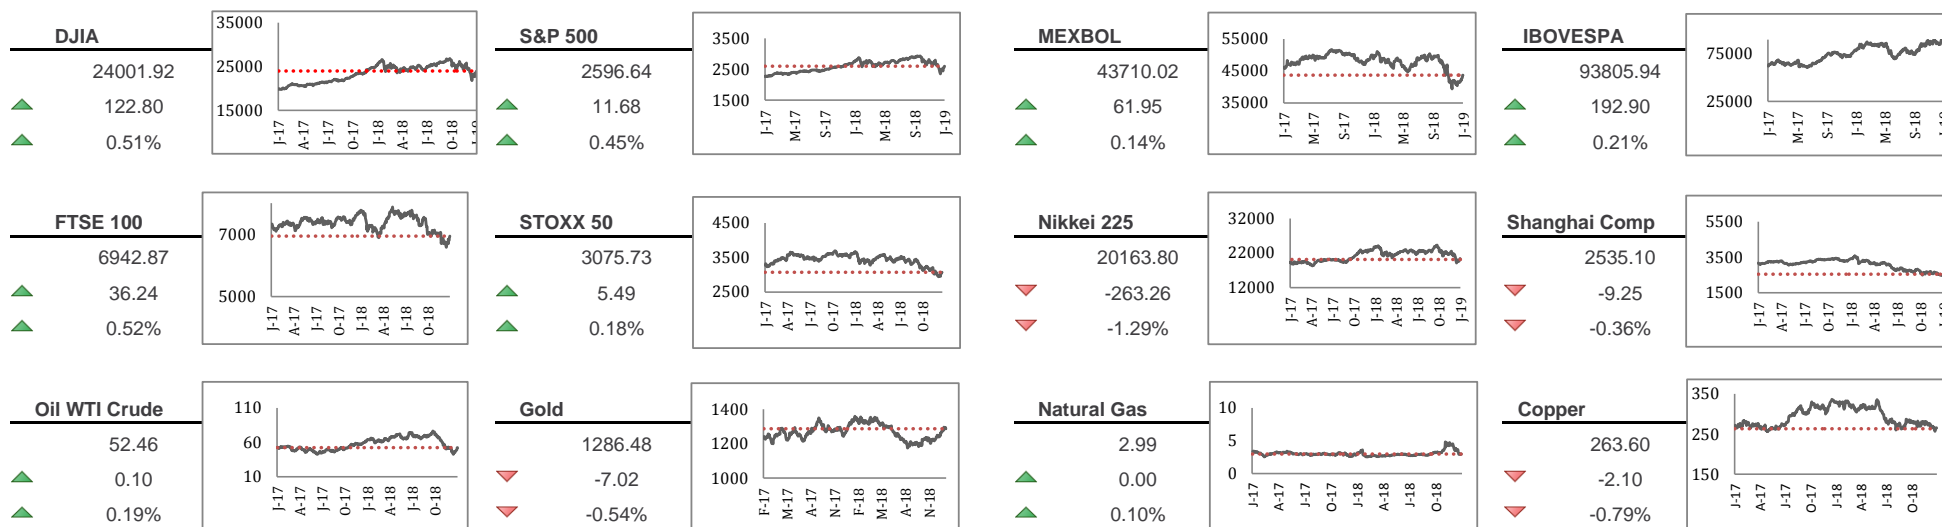 DJIA
24001.92
122.80
0.51%
35000
25000
15000
J-17
A-17
J-17
O-17
J-18
A-18
J-18
O-18
S&P 500
2596.64
11.68
0.45%
3500
2500
1500
J-17
M-17
S-17
J-18
M-18
S-18
J-19
MEXBOL
43710.02
61.95
0.14%
55000
45000
35000
J-17
M-17
S-17
J-18
M-18
S-18
J-19
IBOVESPA
93805.94
192.90
0.21%
75000
25000
J-17
M-17
S-17
J-18
M-18
S-18
FTSE 100
6942.87
36.24
0.52%
7000
5000
J-17
A-17
J-17
O-17
J-18
A-18
J-18
O-18
STOXX 50
3075.73
5.49
0.18%
4500
3500
2500
J-17
A-17
J-17
O-17
J-18
A-18
J-18
O-18
Nikkei 225
20163.80
-263.26
-1.29%
32000
22000
12000
J-17
A-17
J-17
O-17
J-18
A-18
J-18
O-18
J-19
Shanghai Comp
2535.10
-9.25
-0.36%
5500
3500
1500
J-17
A-17
J-17
O-17
J-18
A-18
J-18
O-18
Oil WTI Crude
52.46
0.10
0.19%
110
60
10
J-17
A-17
J-17
O-17
J-18
A-18
J-18
O-18
Gold
1286.48
-7.02
-0.54%
1400
1200
1000
F-17
M-17
A-17
N-17
F-18
M-18
A-18
N-18
Natural Gas
2.99
0.00
0.10%
10
5
0
J-17
A-17
J-17
O-17
J-18
A-18
J-18
O-18
Copper
263.60
-2.10
-0.79%
350
250
150
J-17
A-17
J-17
O-17
J-18
A-18
J-18
O-18